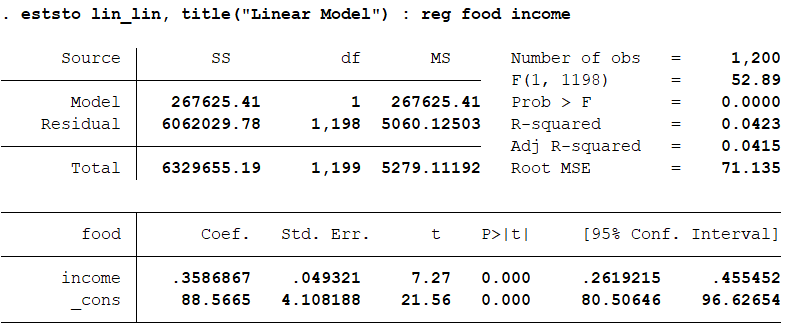 . eststo lin_lin, title("Linear Model") : reg food income
Source SS df MS Number of obs = 1,200
F(1, 1198) = 52.89
Model 267625.41 1 267625.41 Prob > F = 0.0000
Residual 6062029.78 1,198 5060.12503 R-squared = 0.0423
Adj R-squared = 0.0415
Total 6329655.19 1,199 5279.11192 Root MSE = 71.135
food Coef. Std. Err. t P>|t| [95% Conf. Interval]
income .3586867 .049321 7.27 0.000 .2619215 .455452
_cons 88.5665 4.108188 21.56 0.000 80.50646 96.62654